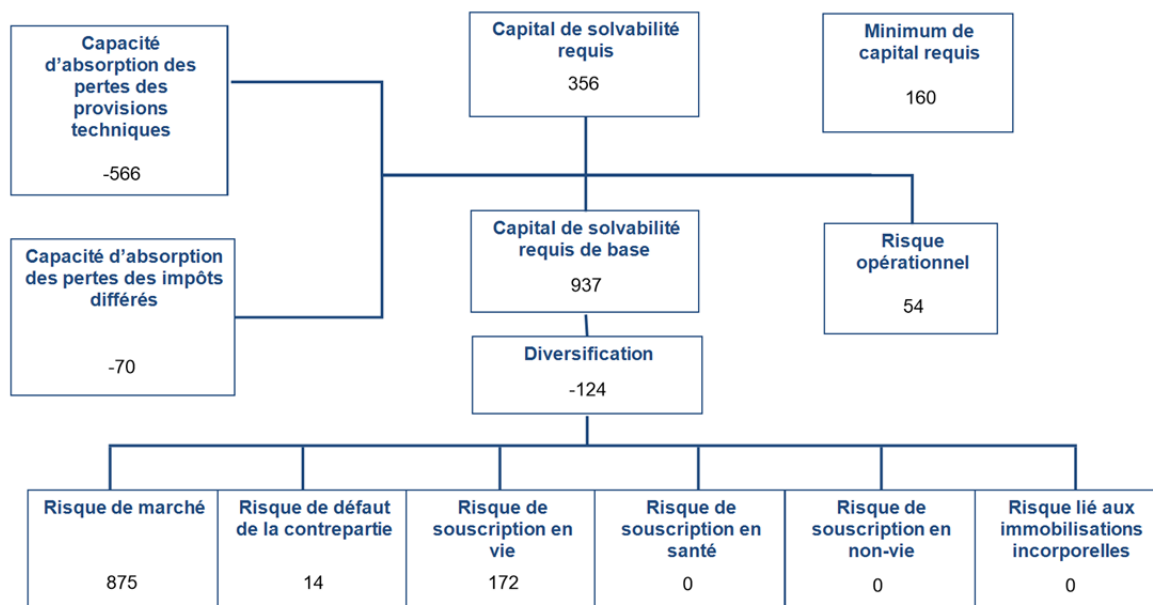 Capacité
d’absorption des
pertes des
provisions
techniques
-566
Capital de solvabilité
requis
356
Minimum de
capital requis
160
Capacité d’absorption
des pertes des impôts
différés
-70
Capital de solvabilité
requis de base
937
Risque
opérationnel
54
Diversification
-124
Risque de marché
875
Risque de défaut
de la contrepartie
14
Risque de
souscription en
vie
172
Risque de
souscription en
santé
0
Risque de
souscription en
non-vie
0
Risque lié aux
immobilisations
incorporelles
0